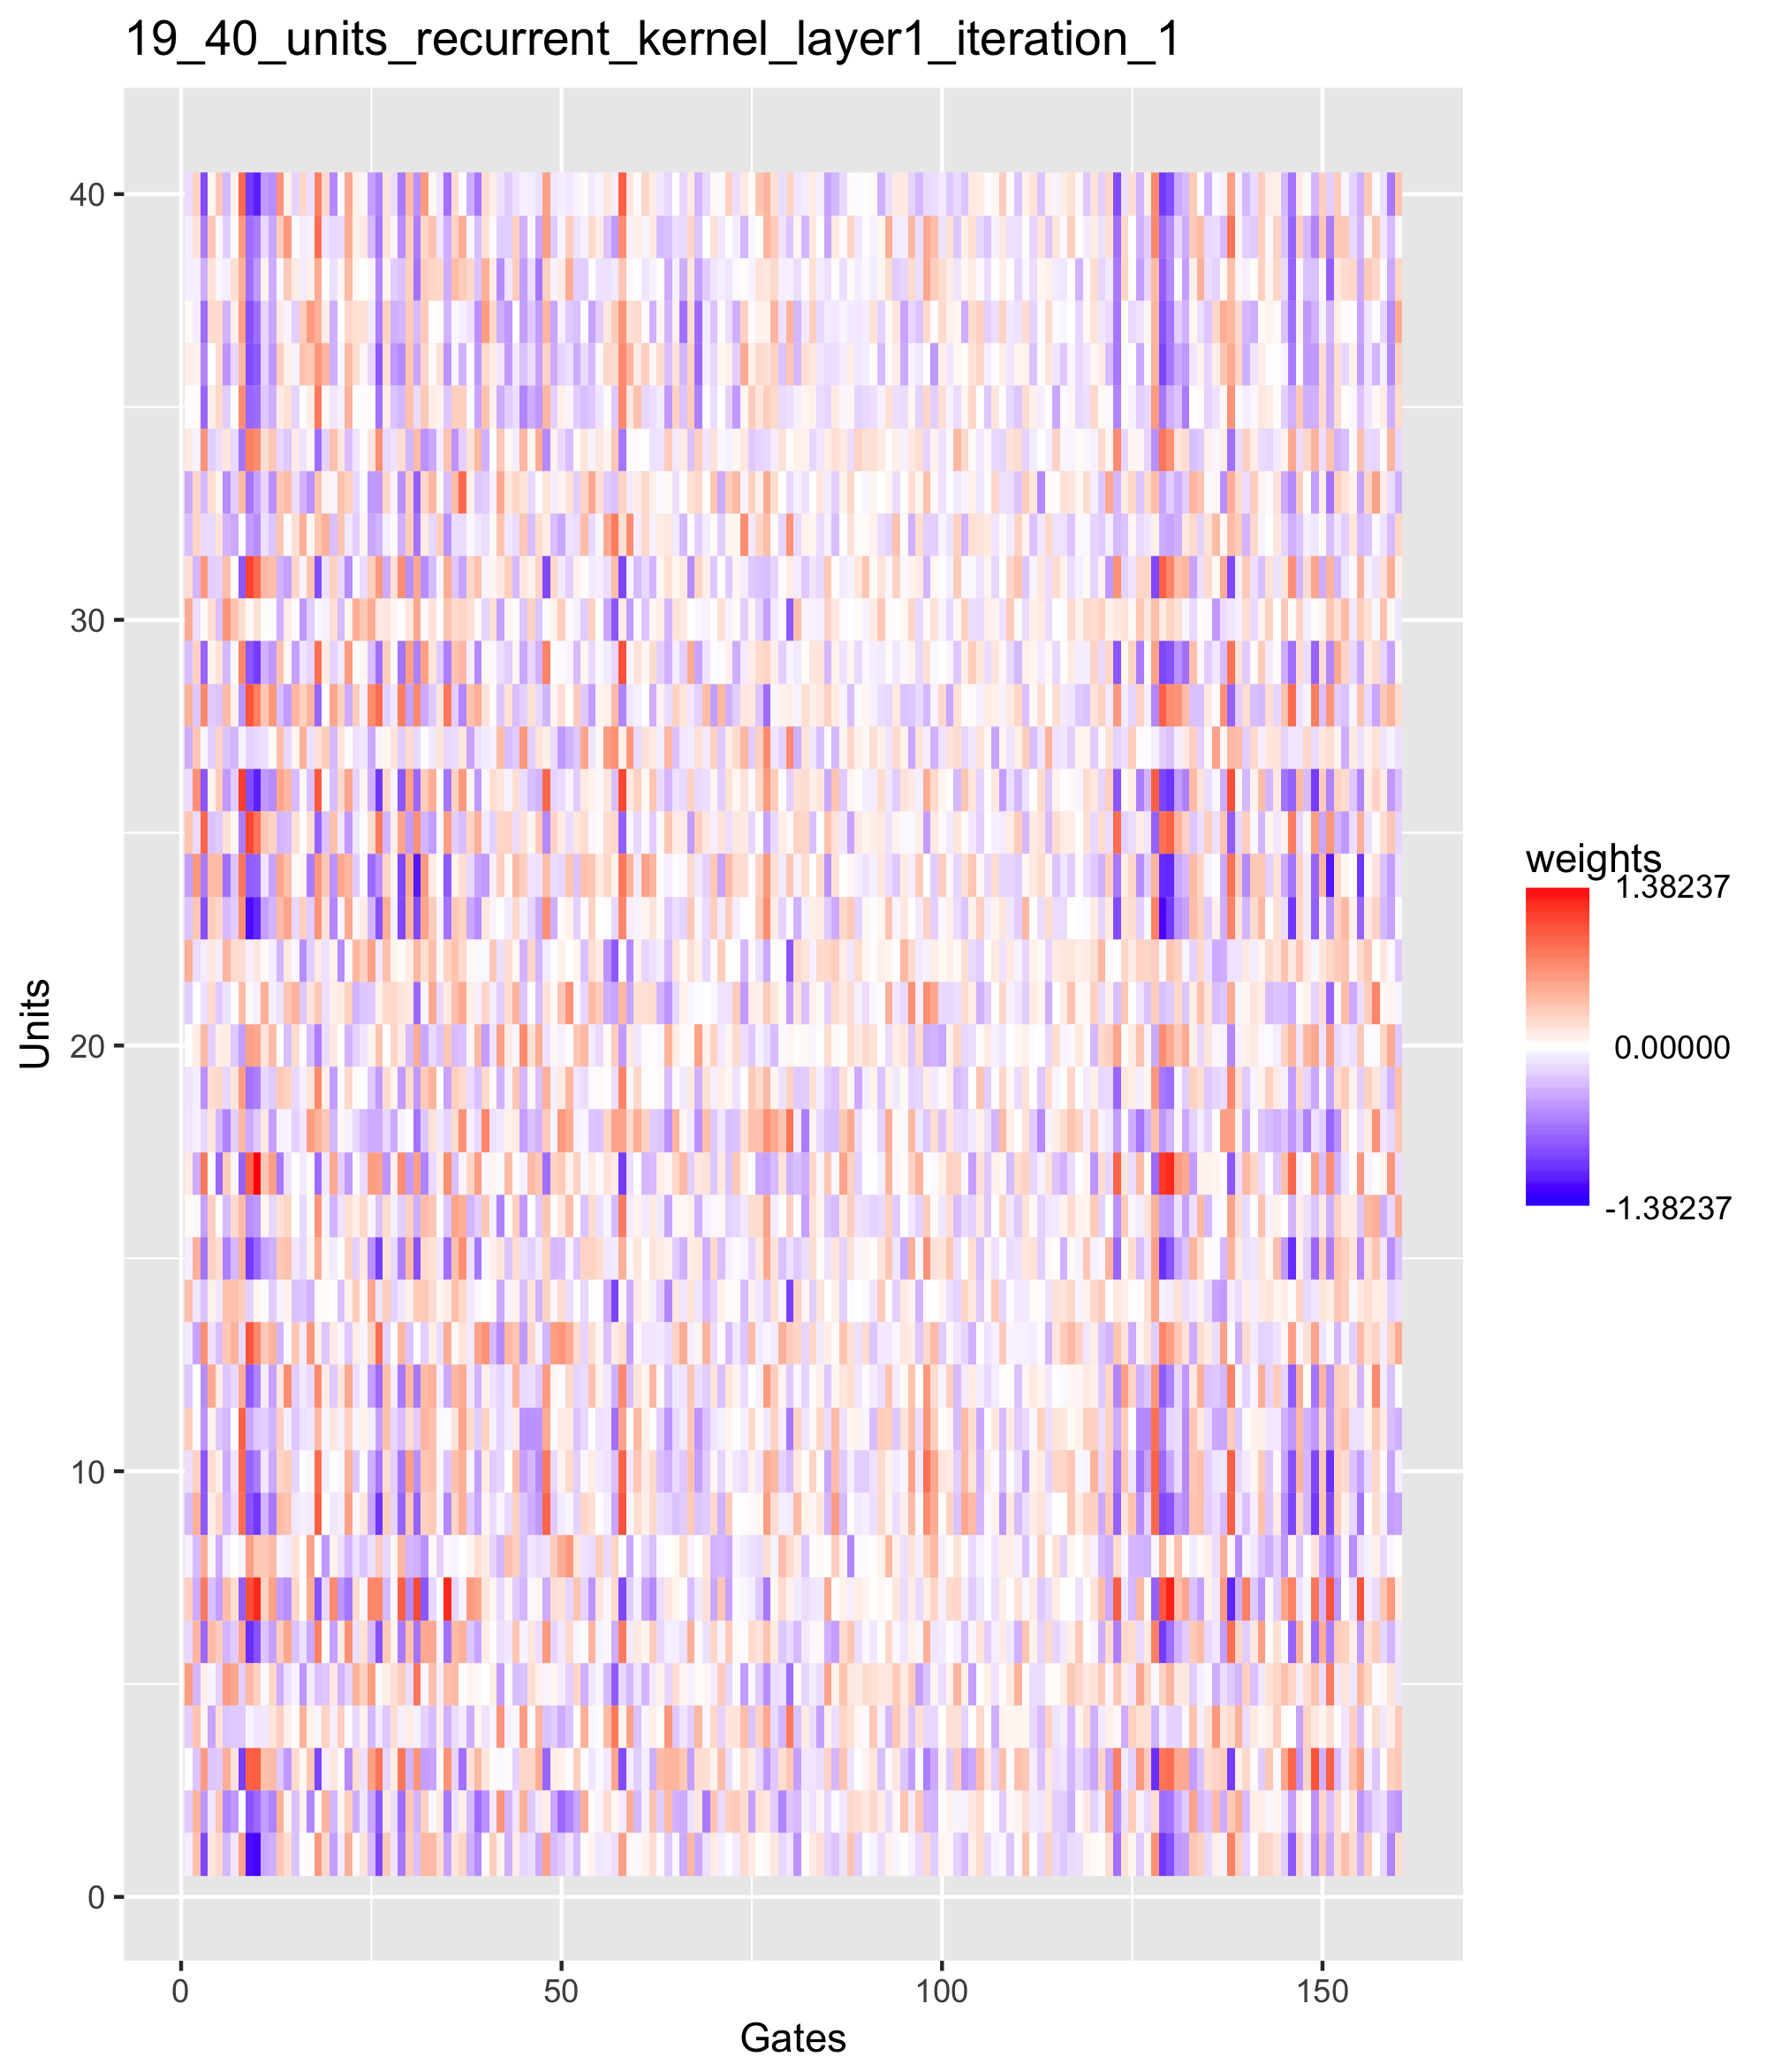 19_40_units_recurrent_kernel_layer1_iteration_1
40
30
20
10
0
Units
0 50 100 150
Gates
weights
1.38237
0.00000
-1.38237